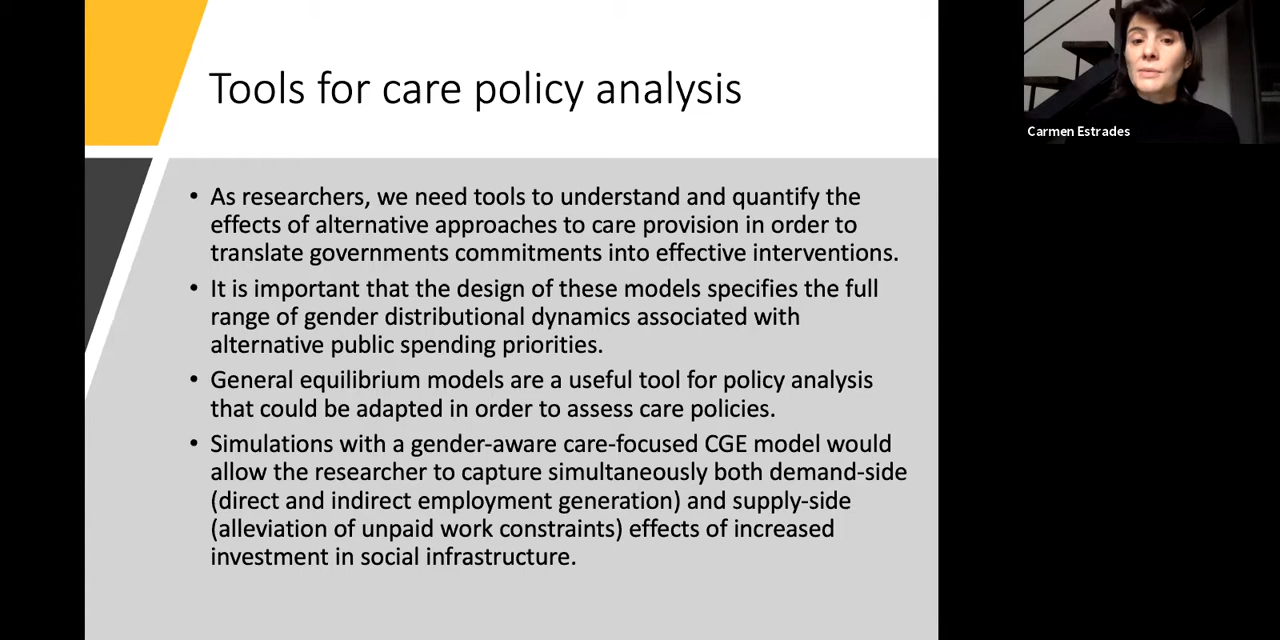 Tools for care policy analysis
Carmen Estrades
• As researchers, we need tools to understand and quantify the
effects of alternative approaches to care provision in order to
translate governments commitments into effective interventions.
• It is important that the design of these models specifies the full
range of gender distributional dynamics associated with
alternative public spending priorities.
• General equilibrium models are a useful tool for policy analysis
that could be adapted in order to assess care policies.
• Simulations with a gender-aware care-focused CGE model would
allow the researcher to capture simultaneously both demand-side
(direct and indirect employment generation) and supply-side
(alleviation of unpaid work constraints) effects of increased
investment in social infrastructure.